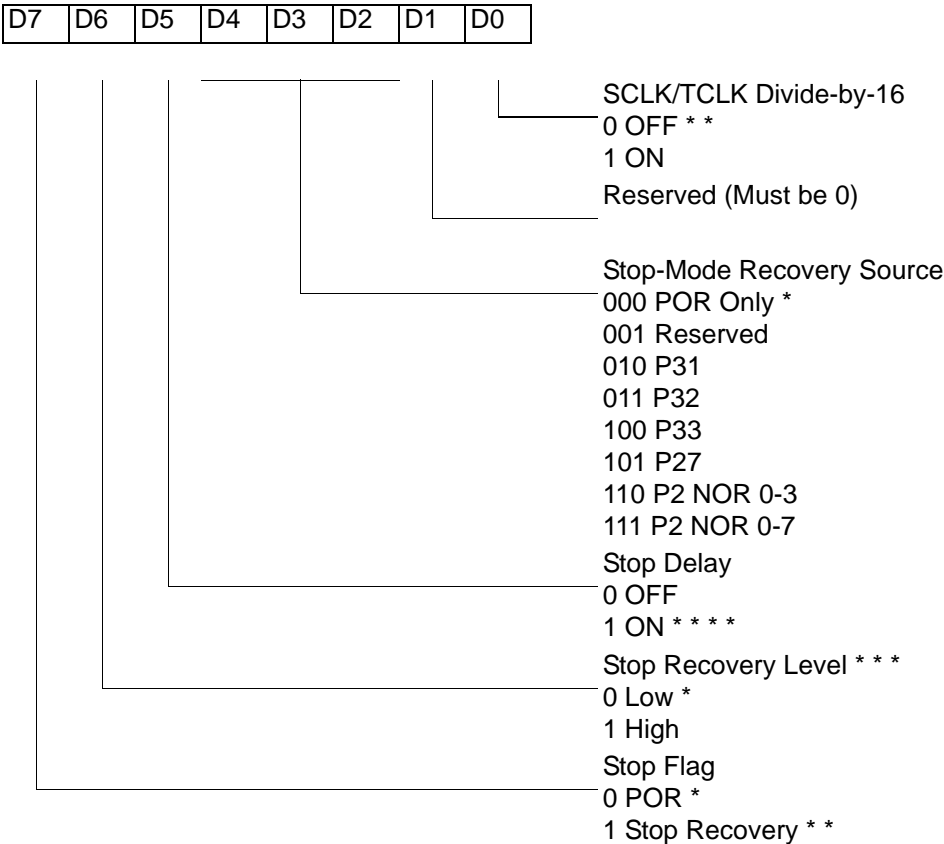 D7 D6 D5 D4 D3 D2 D1 D0
SCLK/TCLK Divide-by-16
0 OFF * *
1 ON
Reserved (Must be 0)
Stop-Mode Recovery Source
000 POR Only *
001 Reserved
010 P31
011 P32
100 P33
101 P27
110 P2 NOR 0-3
111 P2 NOR 0-7
Stop Delay
0 OFF
1 ON * * * *
Stop Recovery Level * * *
0 Low *
1 High
Stop Flag
0 POR *
1 Stop Recovery * *